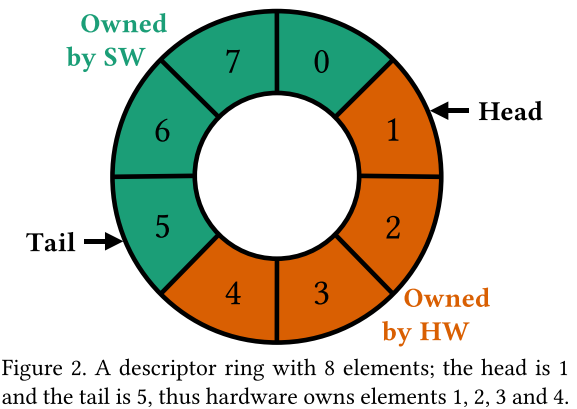 Owned
by SW
7
0
Head
6
1
5
2
Tail
4
3
Owned
by HW
Figure 2. A descriptor ring with 8 elements; the head is 1
and the tail is 5, thus hardware owns elements 1, 2, 3 and 4.